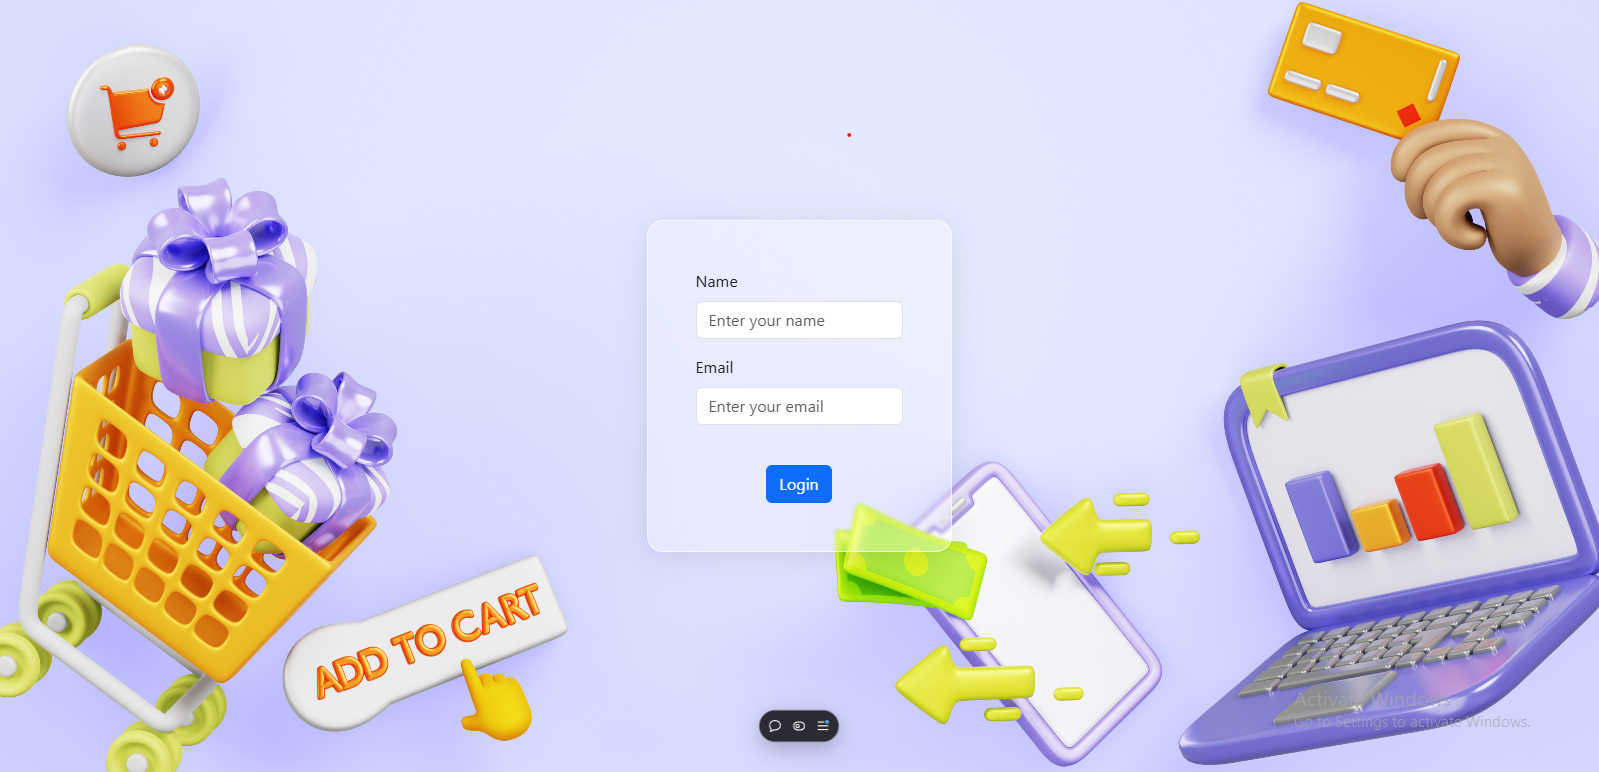 Name
Enter your name
Email
Enter your email
Login
ADD TO CART
Activate Windows
Go to Settings to activate Windows.